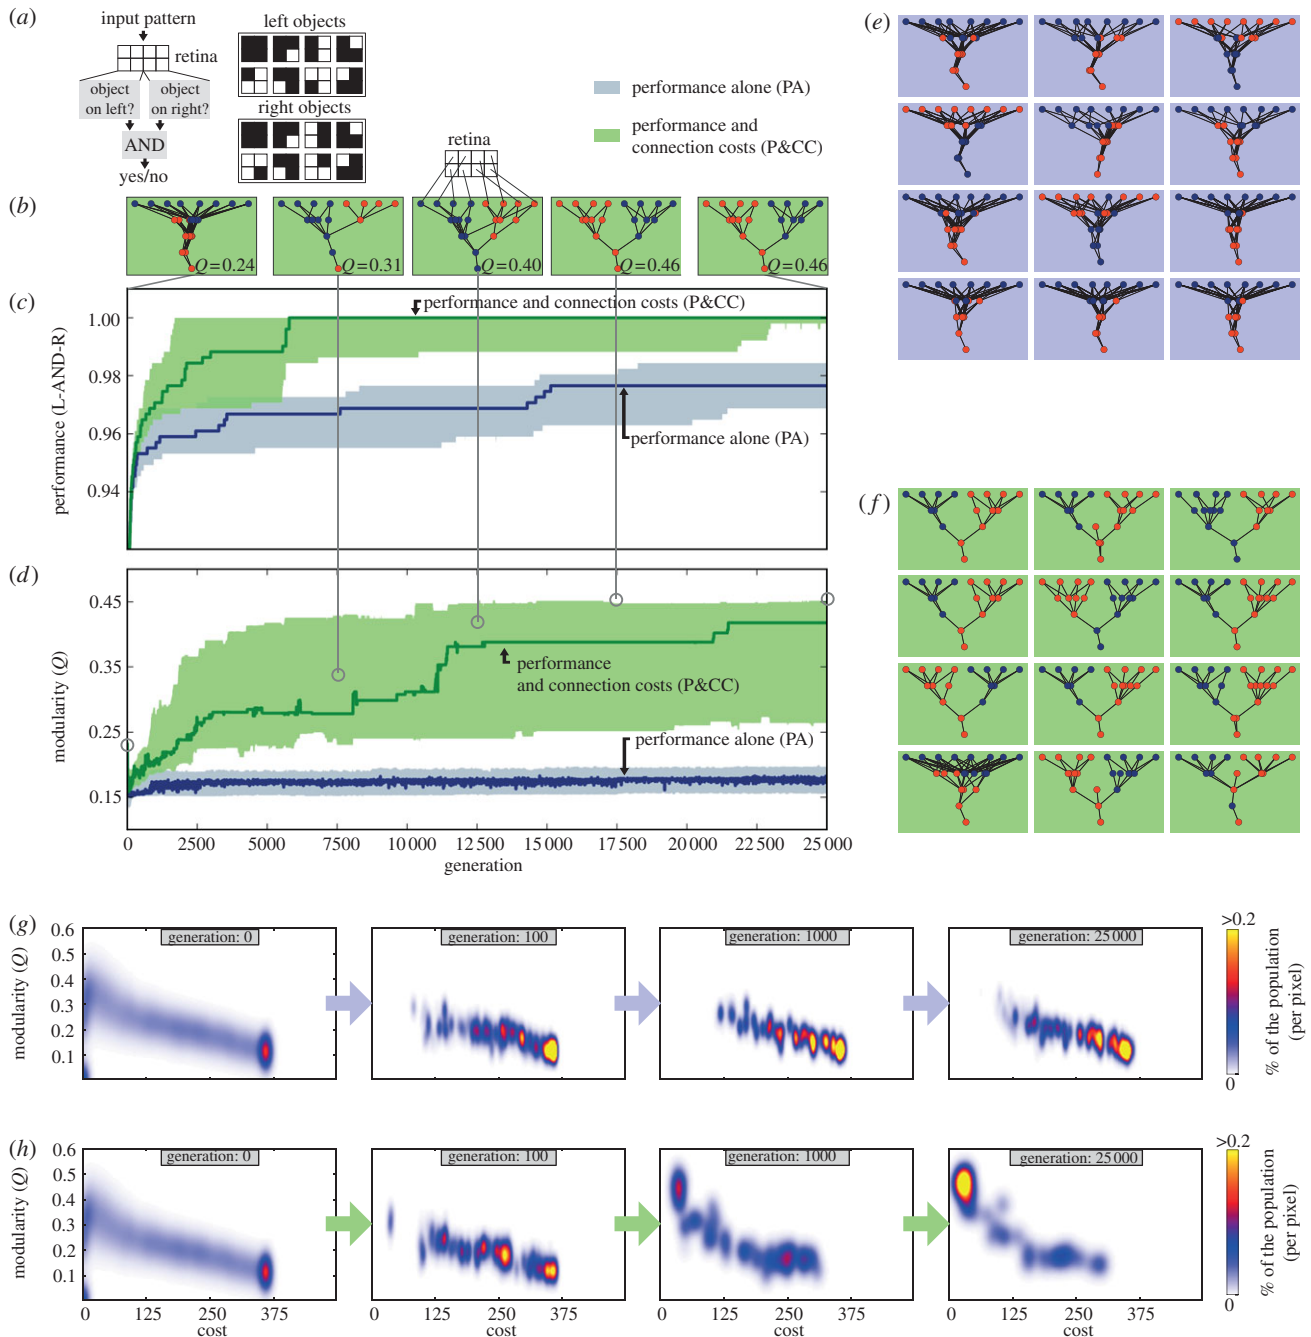 (a)
input pattern
retina
object
on left?
object
on right?
AND
yes/no
left objects
right objects
performance alone (PA)
performance and
connection costs (P&CC)
retina
(b)
Q=0.24
Q=0.31
Q=0.40
Q=0.46
Q=0.46
(c)
performance (L-AND-R)
1.00
0.98
0.96
0.94
performance and connection costs (P&CC)
performance alone (PA)
(d)
modularity (Q)
0.45
0.35
0.25
0.15
performance
and connection costs (P&CC)
performance alone (PA)
0
2500
5000
7500
10 000
12 500
15 000
17 500
20 000
22 500
25 000
generation
(e)
(f)
(g)
modularity (Q)
0.6
0.5
0.4
0.3
0.2
0.1
generation: 0
generation: 100
generation: 1000
generation: 25 000
>0.2
0
% of the population
(per pixel)
(h)
modularity (Q)
0.6
0.5
0.4
0.3
0.2
0.1
generation: 0
generation: 100
generation: 1000
generation: 25 000
0
125
250
375
cost
0
125
250
375
cost
0
125
250
375
cost
0
125
250
375
cost
>0.2
0
% of the population
(per pixel)